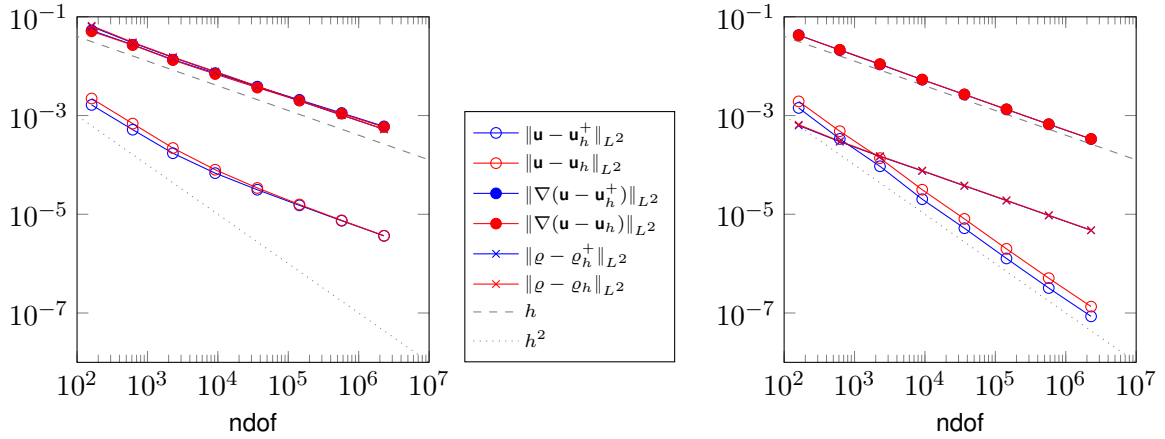 10^{-1}
10^{-3}
10^{-5}
10^{-7}
10^2 10^3 10^4 10^5 10^6 10^7
ndof
‖u − u_h^+‖_{L^2}
‖u − u_h‖_{L^2}
‖∇(u − u_h^+)‖_{L^2}
‖∇(u − u_h)‖_{L^2}
‖ϱ − ϱ_h^+‖_{L^2}
‖ϱ − ϱ_h‖_{L^2}
h
h^2
10^{-1}
10^{-3}
10^{-5}
10^{-7}
10^2 10^3 10^4 10^5 10^6 10^7
ndof